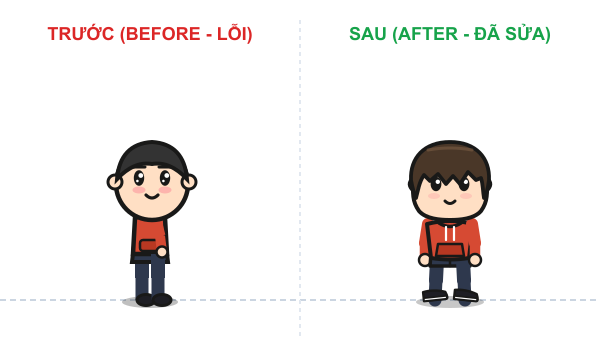 TRƯỚC (BEFORE - LỖI)
SAU (AFTER - ĐÃ SỬA)